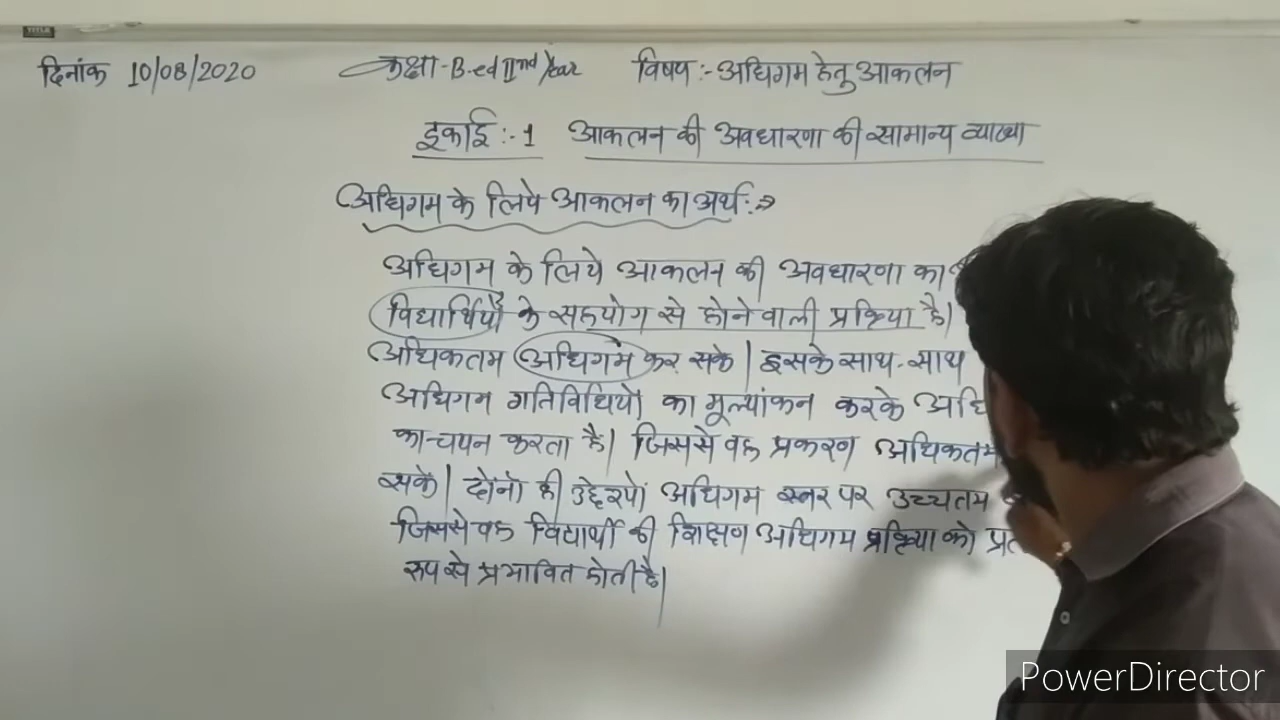 TITLE
दिनांक 10/08/2020 कक्षा-B.ed IInd Year विषय:-अधिगम हेतु आकलन
इकाई:-1 आकलन की अवधारणा की सामान्य व्याख्या
अधिगम के लिये आकलन का अर्थ:→
अधिगम के लिये आकलन की अवधारणा का
विद्यार्थियों के सहयोग से होने वाली प्रक्रिया है।
अधिकतम अधिगम कर सके। इसके साथ-साथ
अधिगम गतिविधियों का मूल्यांकन करके
का चयन करता है। जिससे वह प्रकरण अधिकतम
सके। दोनों ही उद्देश्यों अधिगम स्तर पर उच्चतम
जिससे वह विद्यार्थी की शिक्षण अधिगम प्रक्रिया को
रूप से प्रभावित होती है।
PowerDirector